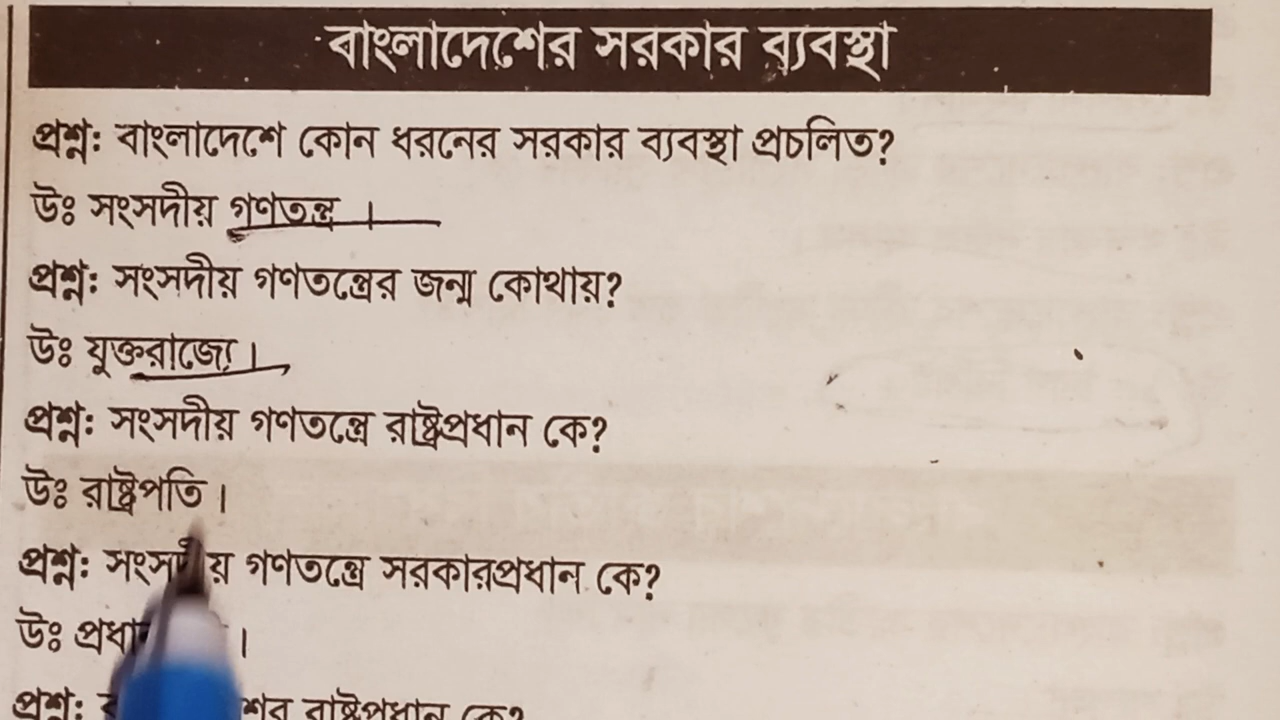 বাংলাদেশের সরকার ব্যবস্থা
প্রশ্ন: বাংলাদেশে কোন ধরনের সরকার ব্যবস্থা প্রচলিত?
উঃ সংসদীয় গণতন্ত্র ।
প্রশ্ন: সংসদীয় গণতন্ত্রের জন্ম কোথায়?
উঃ যুক্তরাজ্যে ।
প্রশ্ন: সংসদীয় গণতন্ত্রে রাষ্ট্রপ্রধান কে?
উঃ রাষ্ট্রপতি ।
প্রশ্ন: সংসদীয় গণতন্ত্রে সরকারপ্রধান কে?
উঃ
প্রশ্ন: রাষ্ট্রপ্রধান কে?